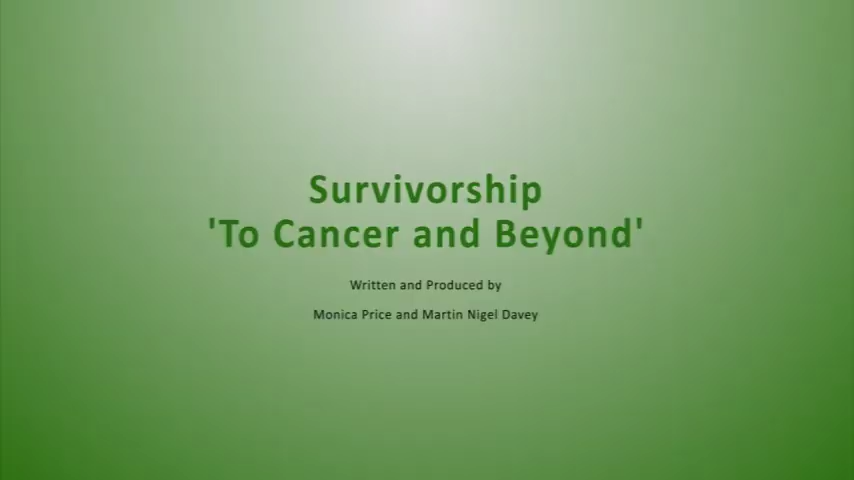 Survivorship
'To Cancer and Beyond'
Written and Produced by
Monica Price and Martin Nigel Davey